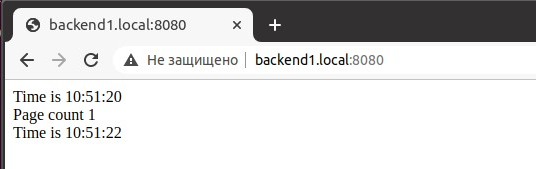 backend1.local:8080
Не защищено backend1.local:8080
Time is 10:51:20
Page count 1
Time is 10:51:22